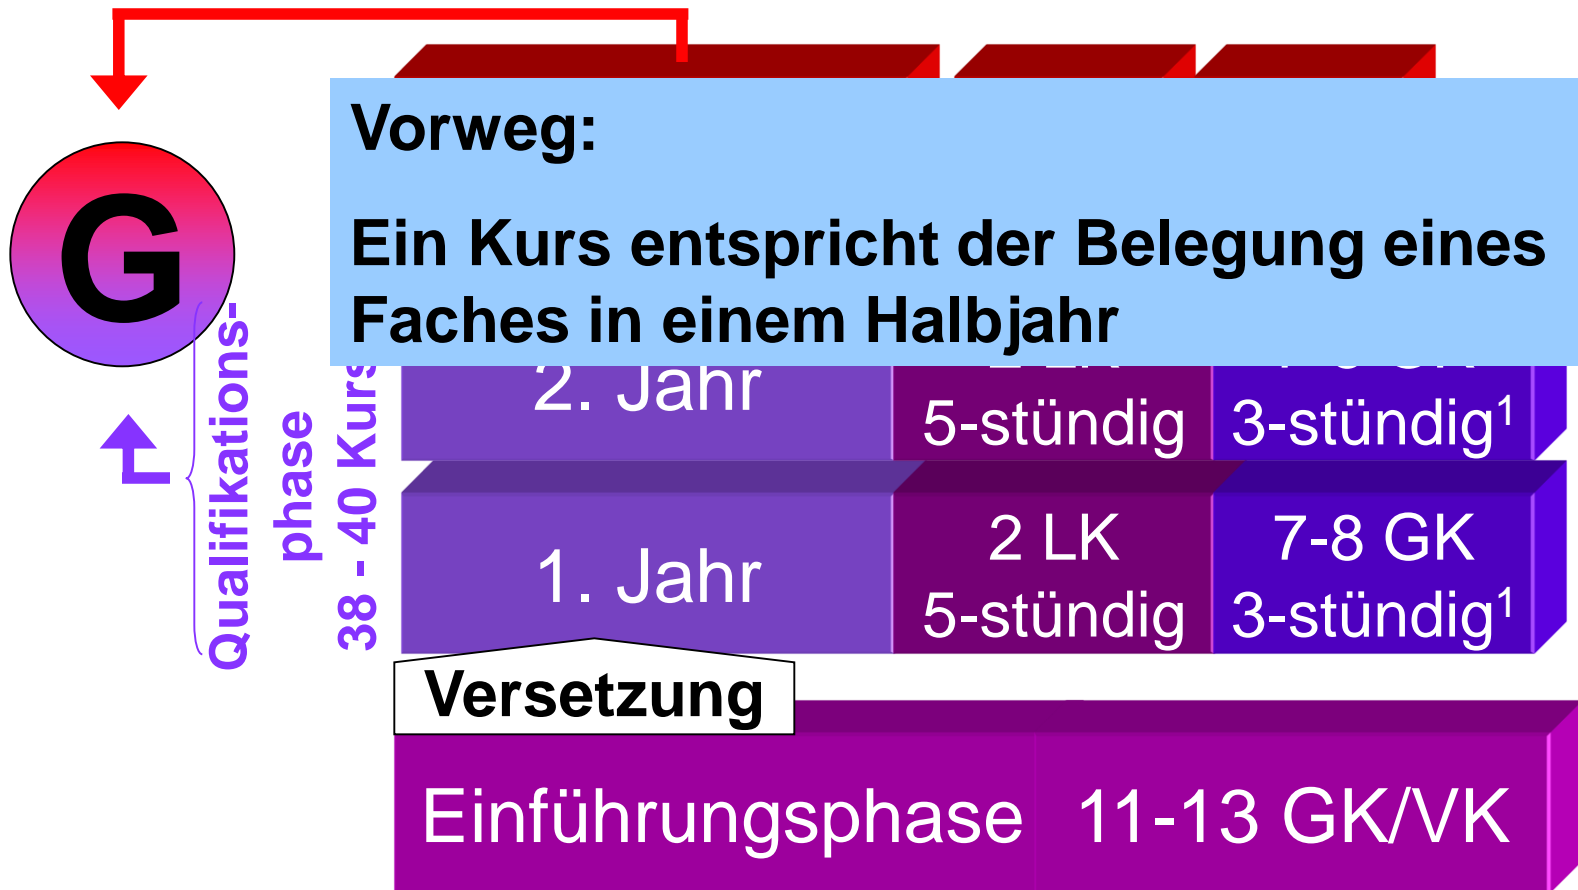 Vorweg:
Ein Kurs entspricht der Belegung eines
Faches in einem Halbjahr
G
Qualifikations-
phase
38 - 40
2. Jahr
5-stündig
3-stündig¹
1. Jahr
2 LK
5-stündig
7-8 GK
3-stündig¹
Versetzung
Einführungsphase
11-13 GK/VK